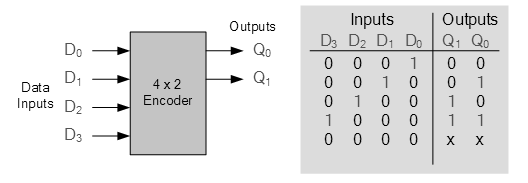 Outputs
D0
Q0
D1
Q1
Data
Inputs
D2
D3
4 x 2
Encoder
Inputs Outputs
D3 D2 D1 D0 Q1 Q0
0 0 0 1 0 0
0 0 1 0 0 1
0 1 0 0 1 0
1 0 0 0 1 1
0 0 0 0 x x